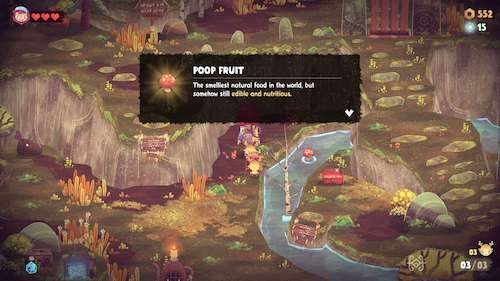 552
15
POOP FRUIT
The smelliest natural food in the world, but
somehow still edible and nutritious.
03
03/03